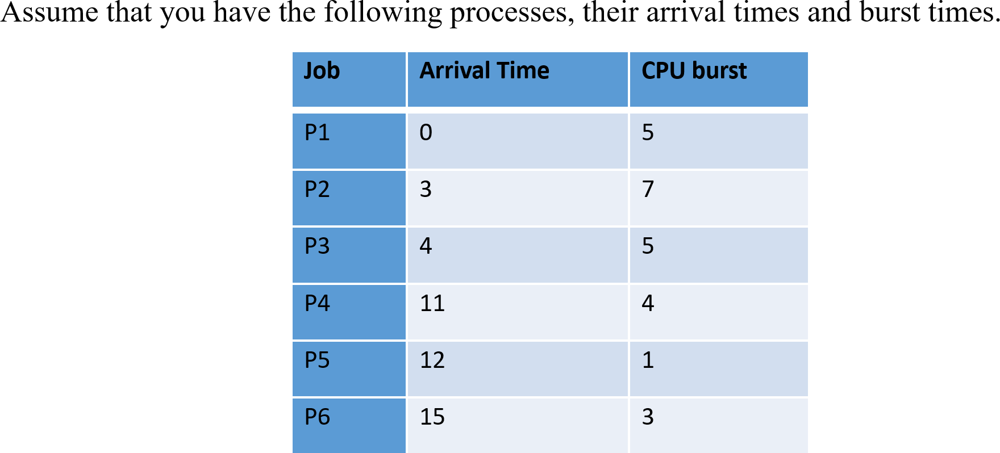 Assume that you have the following processes, their arrival times and burst times.
Job Arrival Time CPU burst
P1 0 5
P2 3 7
P3 4 5
P4 11 4
P5 12 1
P6 15 3